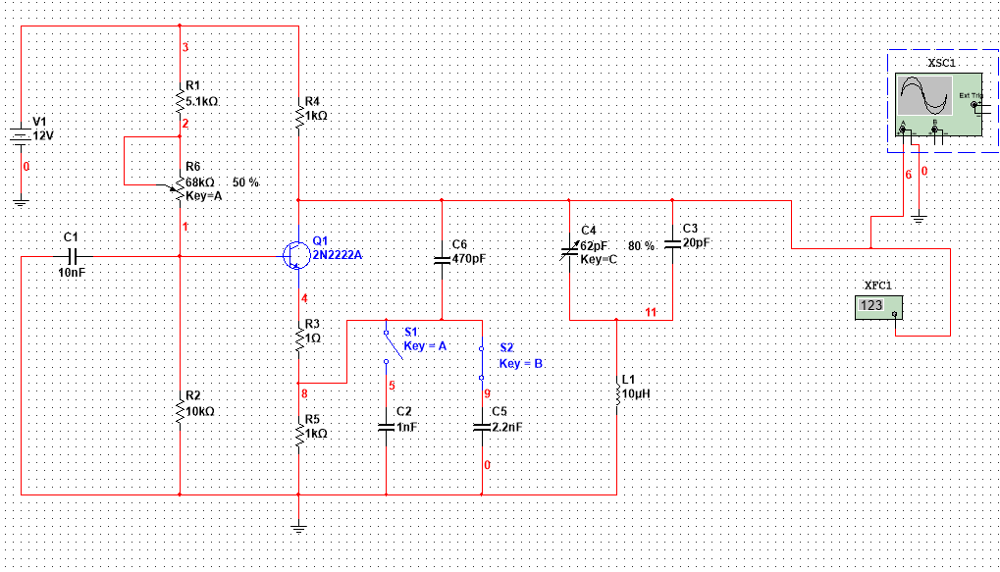 XSC1
Ext Trig
A
B
3
R1
5.1kΩ
R4
1kΩ
V1
12V
2
0
R6
68kΩ
50 %
Key=A
6
0
1
C1
10nF
Q1
2N2222A
C6
470pF
C4
62pF
80 %
Key=C
C3
20pF
XFC1
123
4
R3
1Ω
S1
Key = A
S2
Key = B
11
8
5
9
L1
10μH
R2
10kΩ
R5
1kΩ
C2
1nF
C5
2.2nF
0